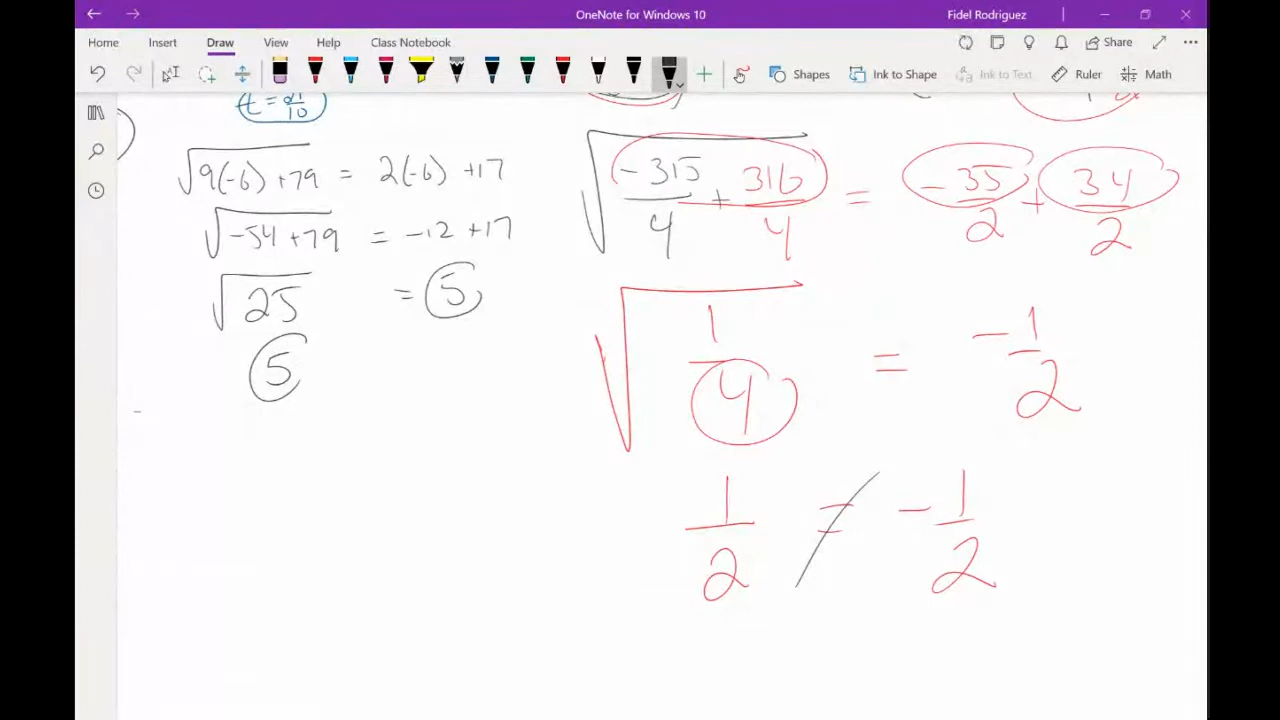 OneNote for Windows 10
Fidel Rodriguez
Home Insert Draw View Help Class Notebook
Share
Shapes Ink to Shape Ink to Text Ruler Math
t = 21/10
√9(-6) +79 = 2(-6) +17
√-54 +79 = -12 +17
√25 = 5
5
√-315/4 + 316/4 = -35/2 + 34/2
√1/4 = -1/2
1/2 ≠ -1/2